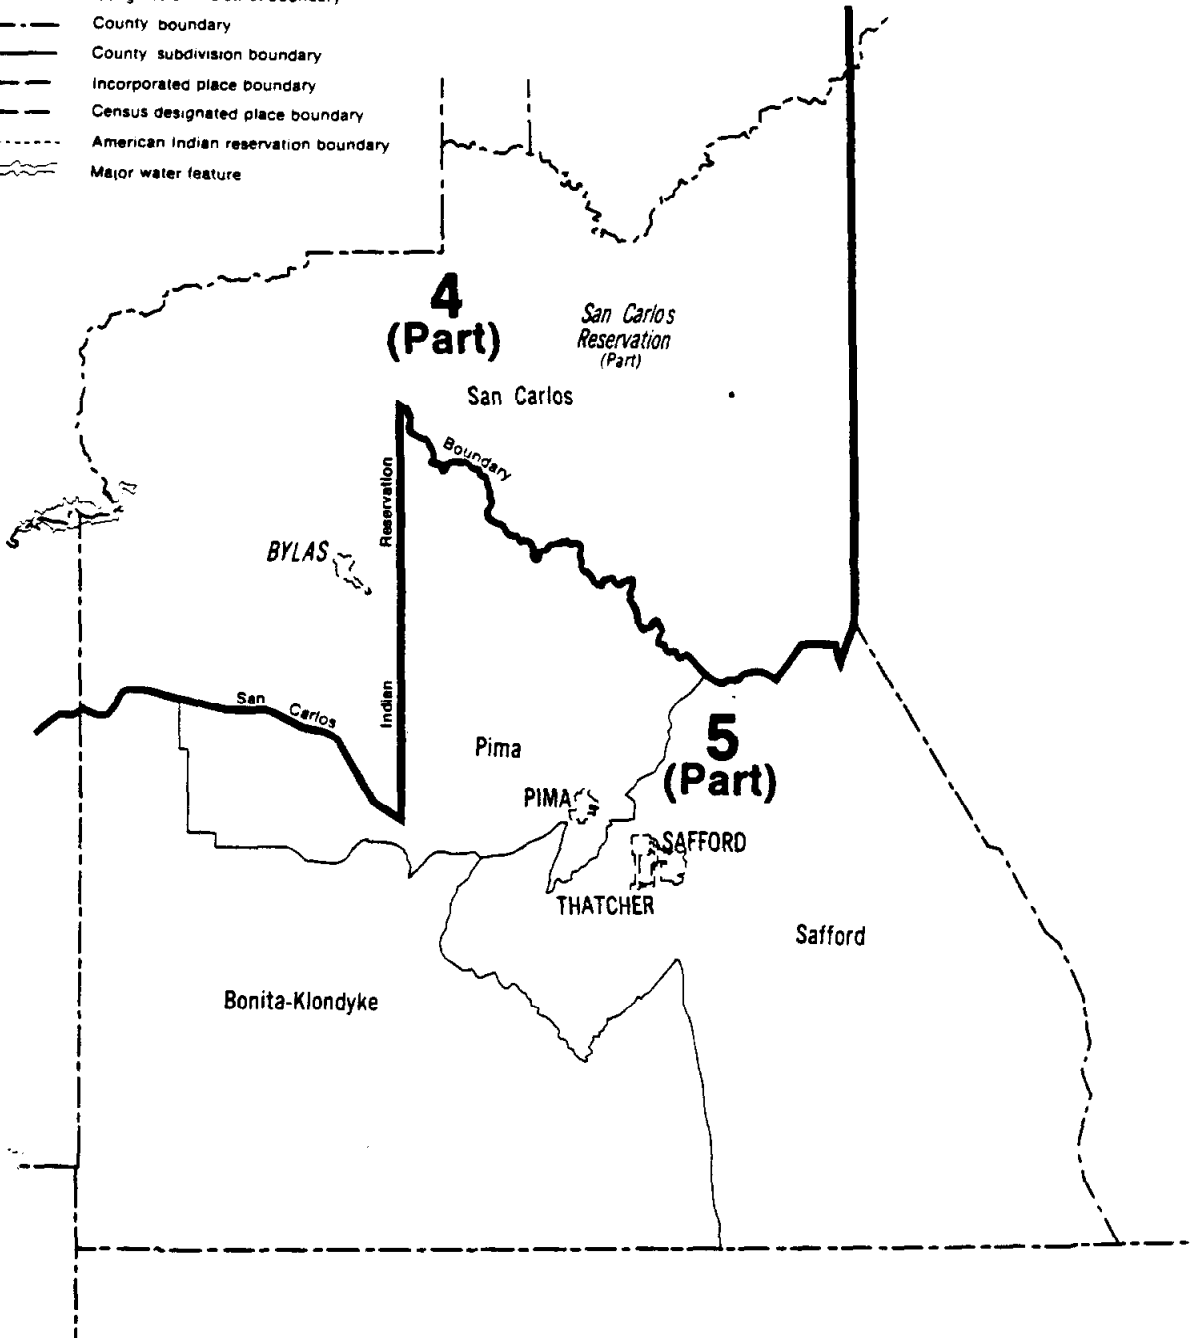 County boundary
County subdivision boundary
Incorporated place boundary
Census designated place boundary
American Indian reservation boundary
Major water feature
4
(Part)
San Carlos
Reservation
(Part)
San Carlos
Boundary
Reservation
BYLAS
Indian
San
Carlos
5
(Part)
Pima
PIMA
SAFFORD
THATCHER
Safford
Bonita-Klondyke